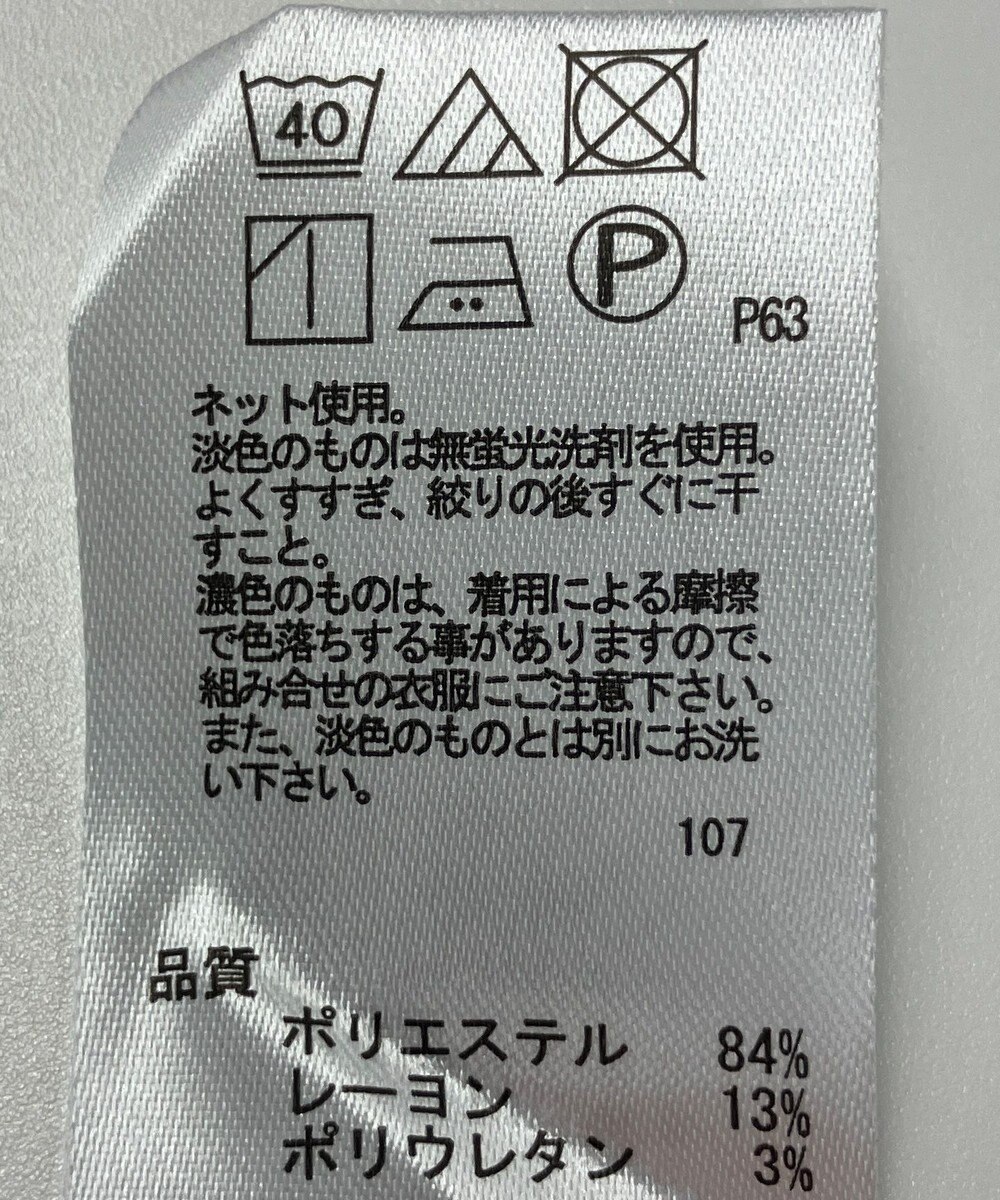 40
P
P63
ネット使用。
淡色のものは無蛍光洗剤を使用。
よくすすぎ、絞りの後すぐに干
すこと。
濃色のものは、着用による摩擦
で色落ちする事がありますので、
組み合せの衣服にご注意下さい。
また、淡色のものとは別にお洗
い下さい。
107
品質
ポリエステル 84%
レーヨン 13%
ポリウレタン 3%